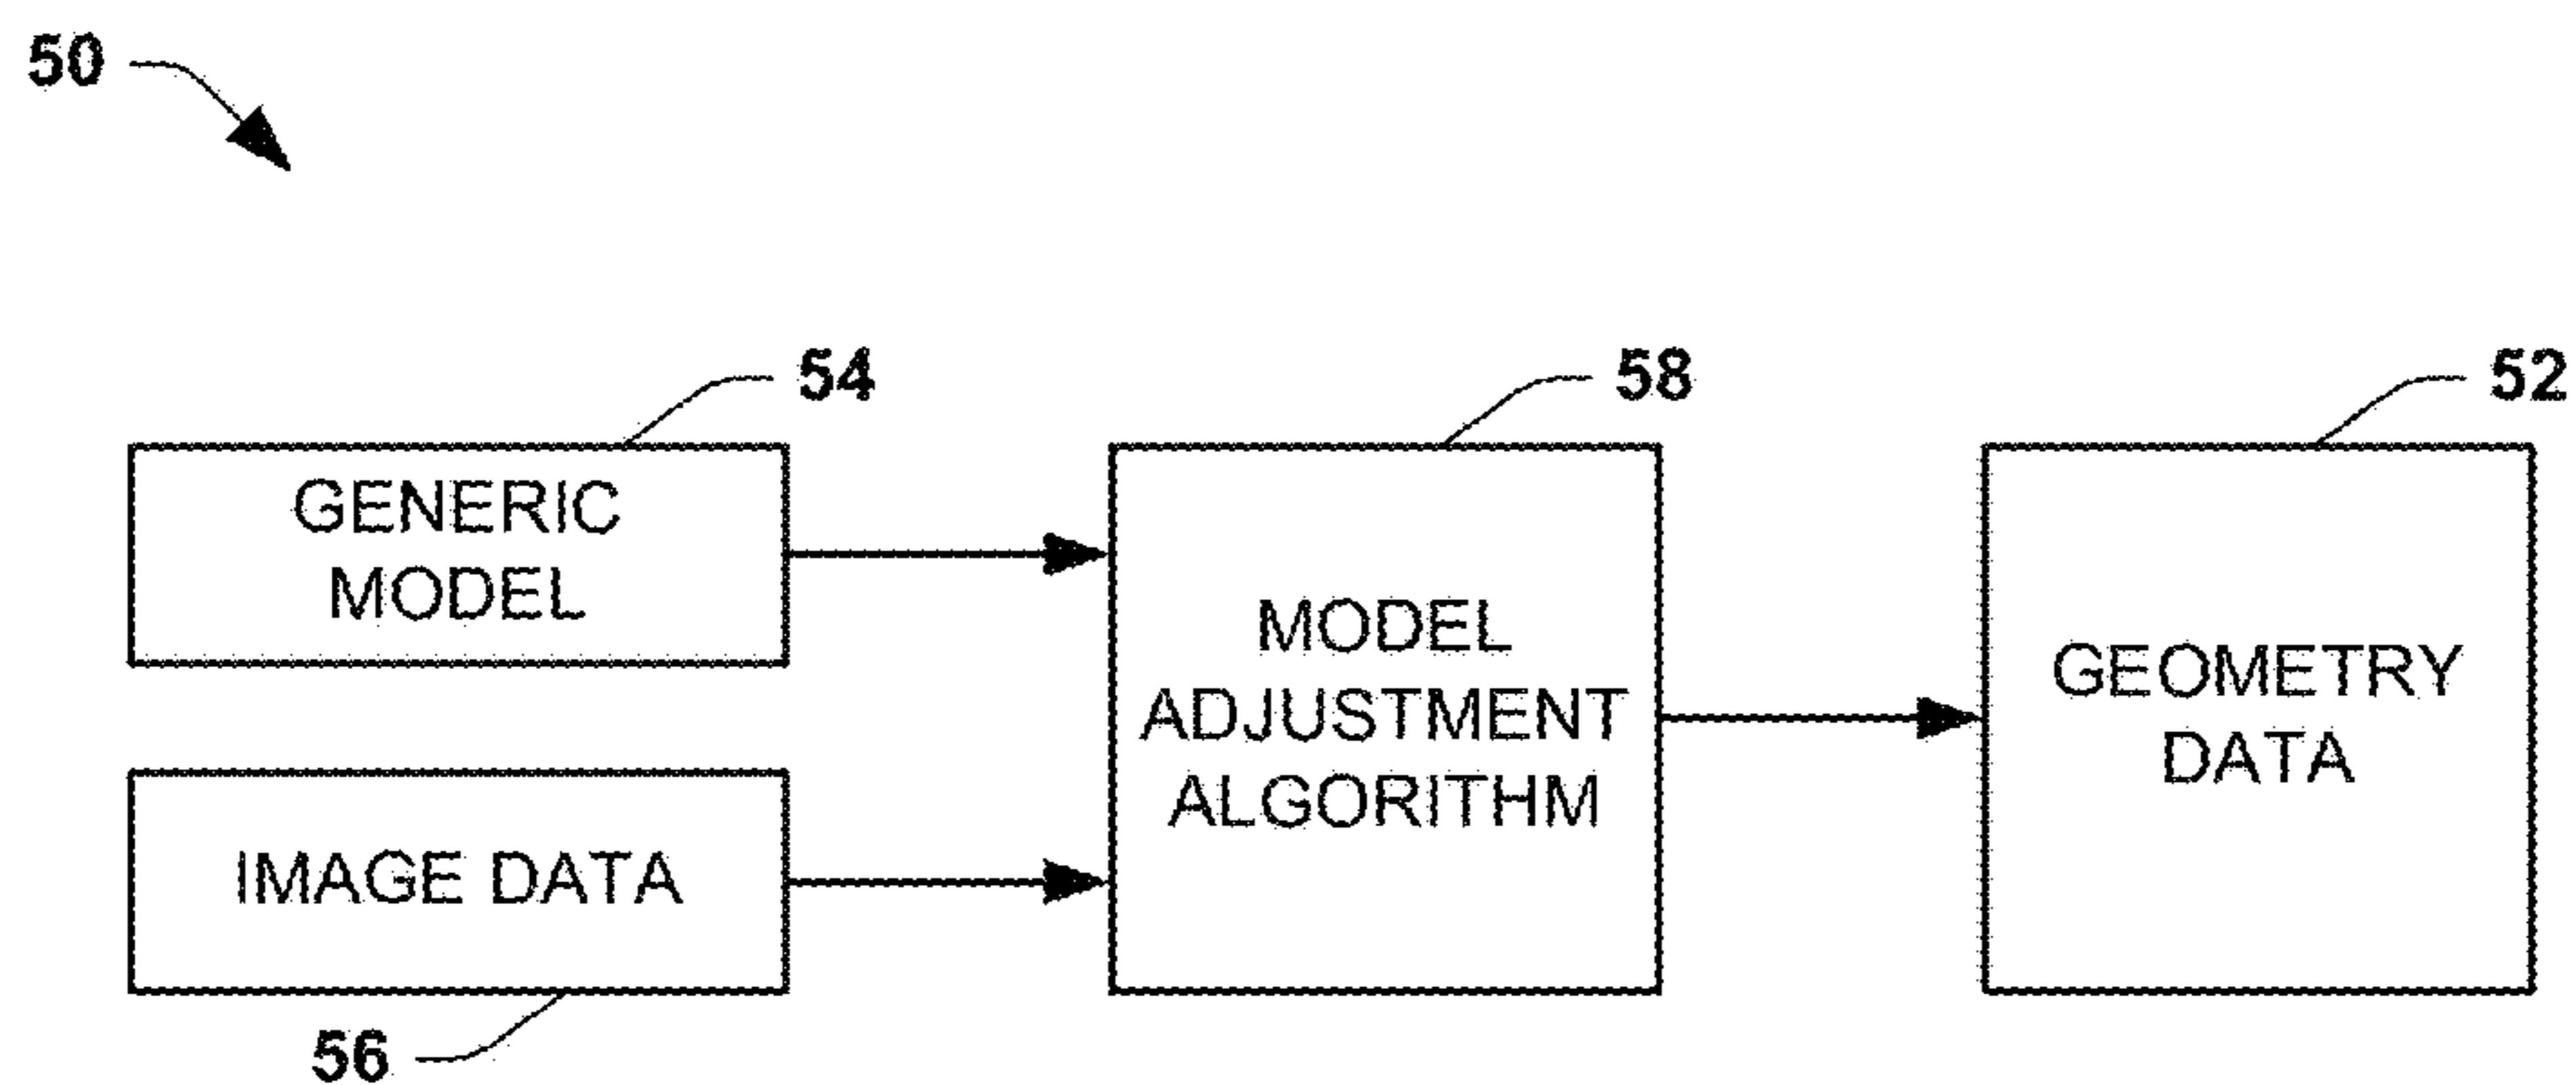 50
54
58
52
GENERIC
MODEL
MODEL
ADJUSTMENT
ALGORITHM
GEOMETRY
DATA
IMAGE DATA
56